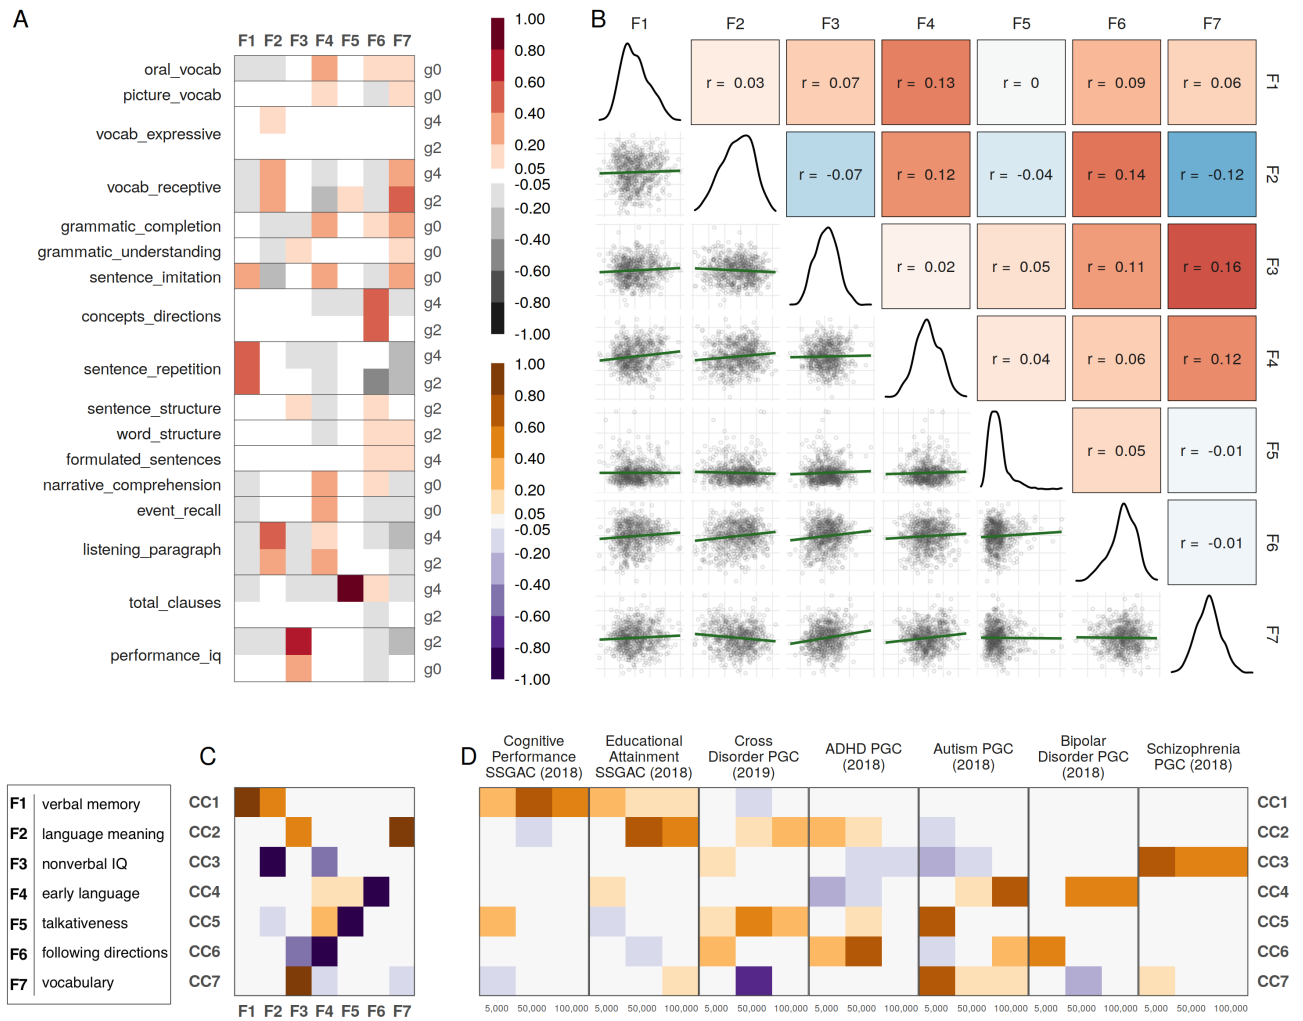 A
F1 F2 F3 F4 F5 F6 F7
oral_vocab g0
picture_vocab g0
vocab_expressive g4
g2
vocab_receptive g4
g2
grammatic_completion g0
grammatic_understanding g0
sentence_imitation g0
concepts_directions g4
g2
sentence_repetition g4
g2
sentence_structure g2
word_structure g2
formulated_sentences g4
narrative_comprehension g0
event_recall g0
listening_paragraph g4
g2
total_clauses g4
g2
performance_iq g2
g0
1.00
0.80
0.60
0.40
0.20
0.05
-0.05
-0.20
-0.40
-0.60
-0.80
-1.00
1.00
0.80
0.60
0.40
0.20
0.05
-0.05
-0.20
-0.40
-0.60
-0.80
-1.00
B
F1 F2 F3 F4 F5 F6 F7
r = 0.03 r = 0.07 r = 0.13 r = 0 r = 0.09 r = 0.06 F1
r = -0.07 r = 0.12 r = -0.04 r = 0.14 r = -0.12 F2
r = 0.02 r = 0.05 r = 0.11 r = 0.16 F3
r = 0.04 r = 0.06 r = 0.12 F4
r = 0.05 r = -0.01 F5
r = -0.01 F6
F7
F1 verbal memory
F2 language meaning
F3 nonverbal IQ
F4 early language
F5 talkativeness
F6 following directions
F7 vocabulary
C
CC1
CC2
CC3
CC4
CC5
CC6
CC7
F1 F2 F3 F4 F5 F6 F7
D
Cognitive
Performance
SSGAC (2018)
Educational
Attainment
SSGAC (2018)
Cross
Disorder PGC
(2019)
ADHD PGC
(2018)
Autism PGC
(2018)
Bipolar
Disorder PGC
(2018)
Schizophrenia
PGC (2018)
CC1
CC2
CC3
CC4
CC5
CC6
CC7
5,000 50,000 100,000 5,000 50,000 100,000 5,000 50,000 100,000 5,000 50,000 100,000 5,000 50,000 100,000 5,000 50,000 100,000 5,000 50,000 100,000